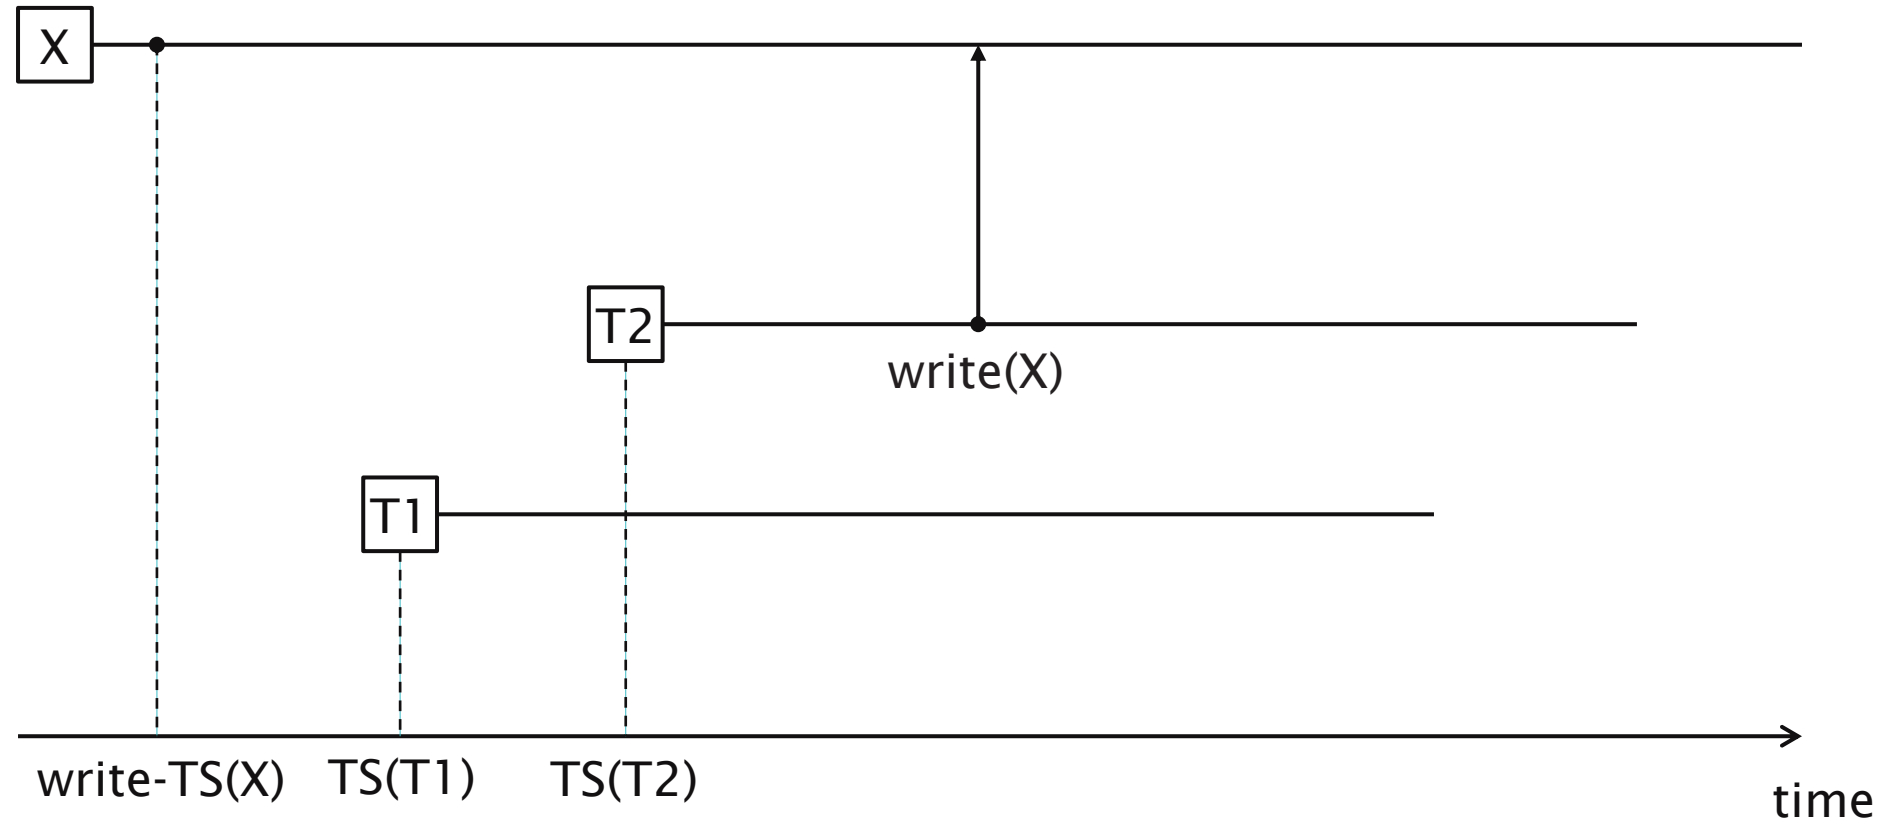 X
T2
write(X)
T1
write-TS(X) TS(T1) TS(T2)
time